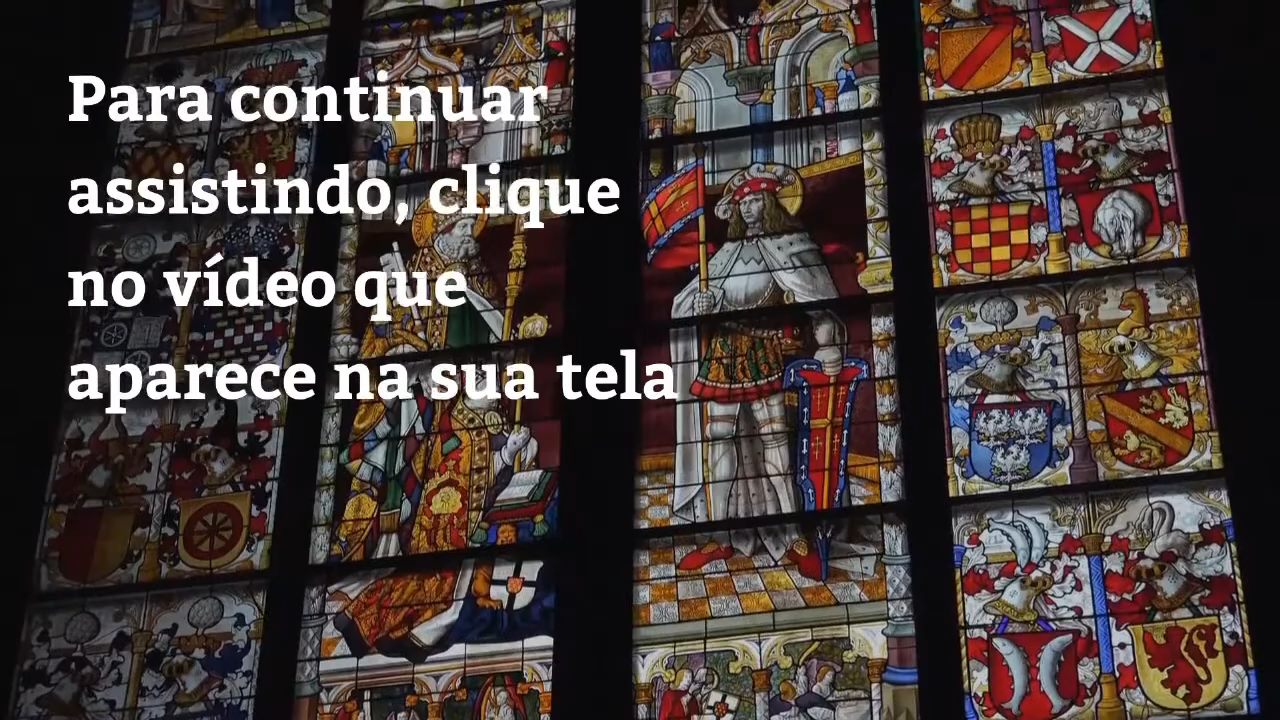 Para continuar
assistindo, clique
no vídeo que
aparece na sua tela